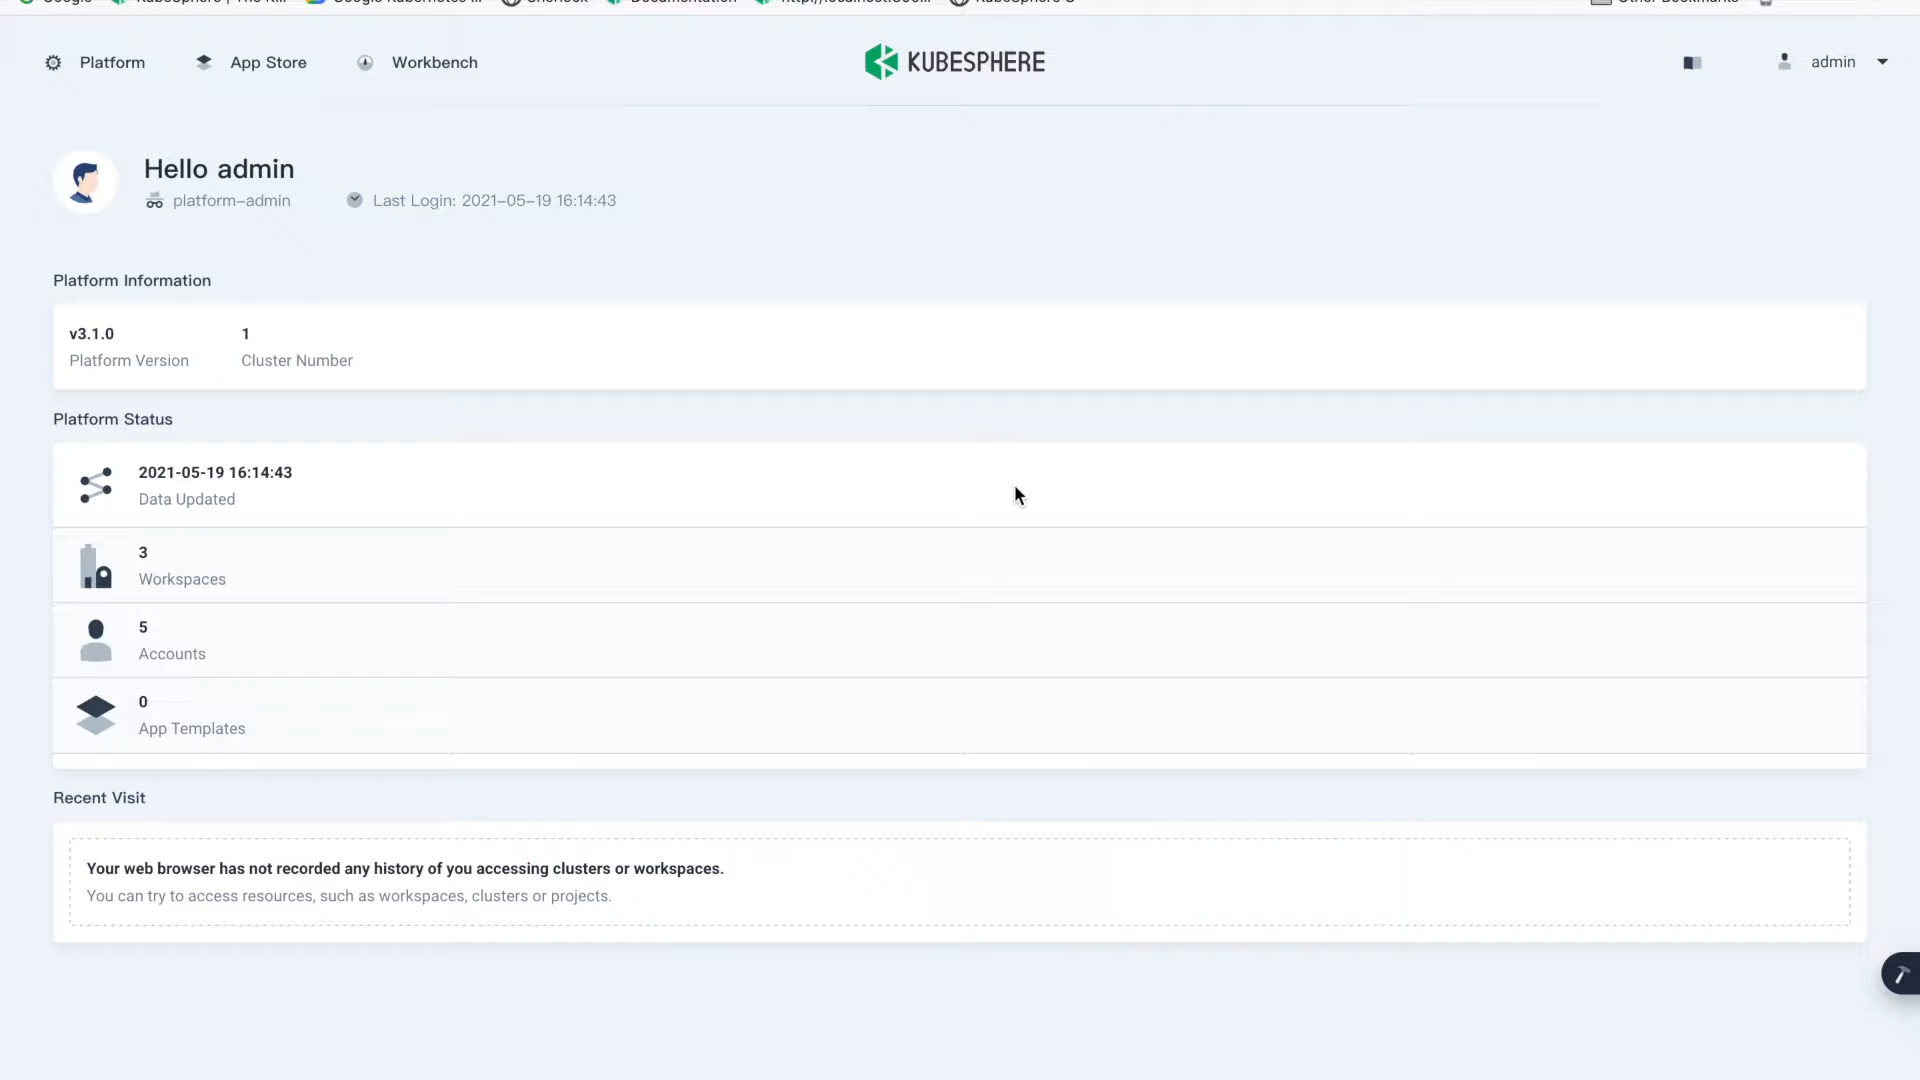 Platform
App Store
Workbench
KUBESPHERE
admin
Hello admin
platform-admin
Last Login: 2021-05-19 16:14:43
Platform Information
v3.1.0
Platform Version
1
Cluster Number
Platform Status
2021-05-19 16:14:43
Data Updated
3
Workspaces
5
Accounts
0
App Templates
Recent Visit
Your web browser has not recorded any history of you accessing clusters or workspaces.
You can try to access resources, such as workspaces, clusters or projects.